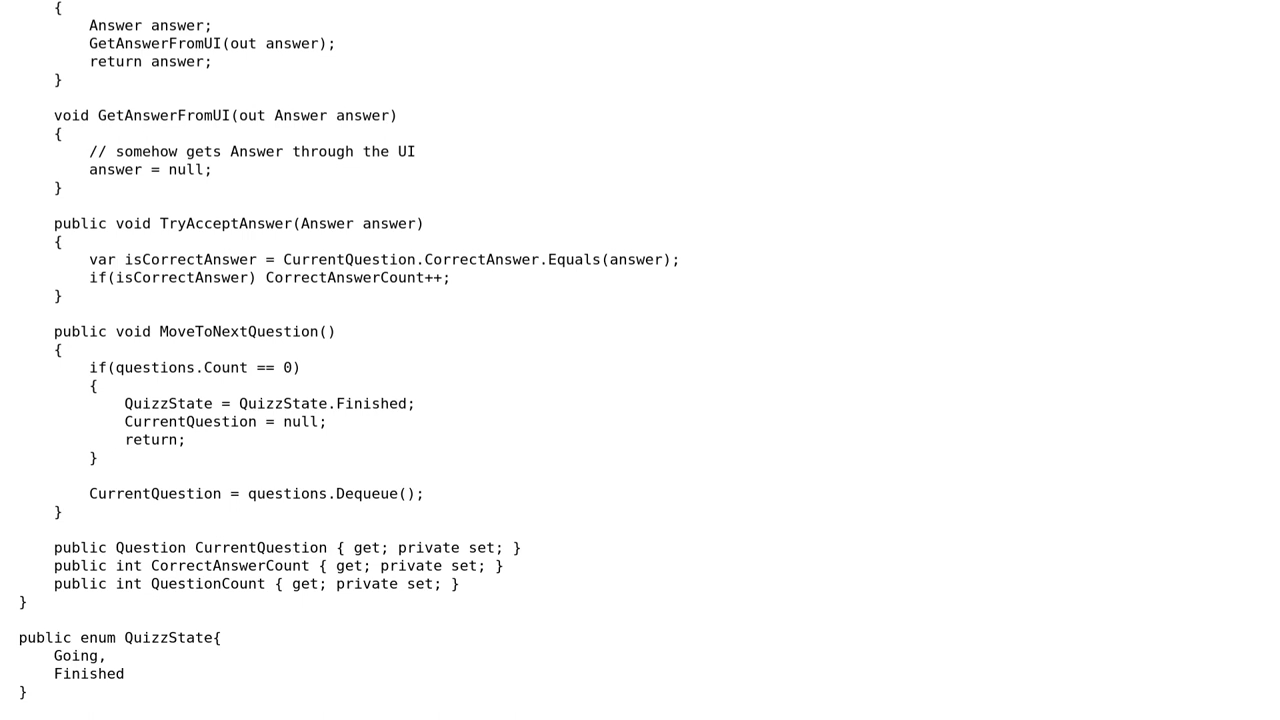 {
Answer answer;
GetAnswerFromUI(out answer);
return answer;
}
void GetAnswerFromUI(out Answer answer)
{
// somehow gets Answer through the UI
answer = null;
}
public void TryAcceptAnswer(Answer answer)
{
var isCorrectAnswer = CurrentQuestion.CorrectAnswer.Equals(answer);
if(isCorrectAnswer) CorrectAnswerCount++;
}
public void MoveToNextQuestion()
{
if(questions.Count == 0)
{
QuizzState = QuizzState.Finished;
CurrentQuestion = null;
return;
}
CurrentQuestion = questions.Dequeue();
}
public Question CurrentQuestion { get; private set; }
public int CorrectAnswerCount { get; private set; }
public int QuestionCount { get; private set; }
}
public enum QuizzState{
Going,
Finished
}